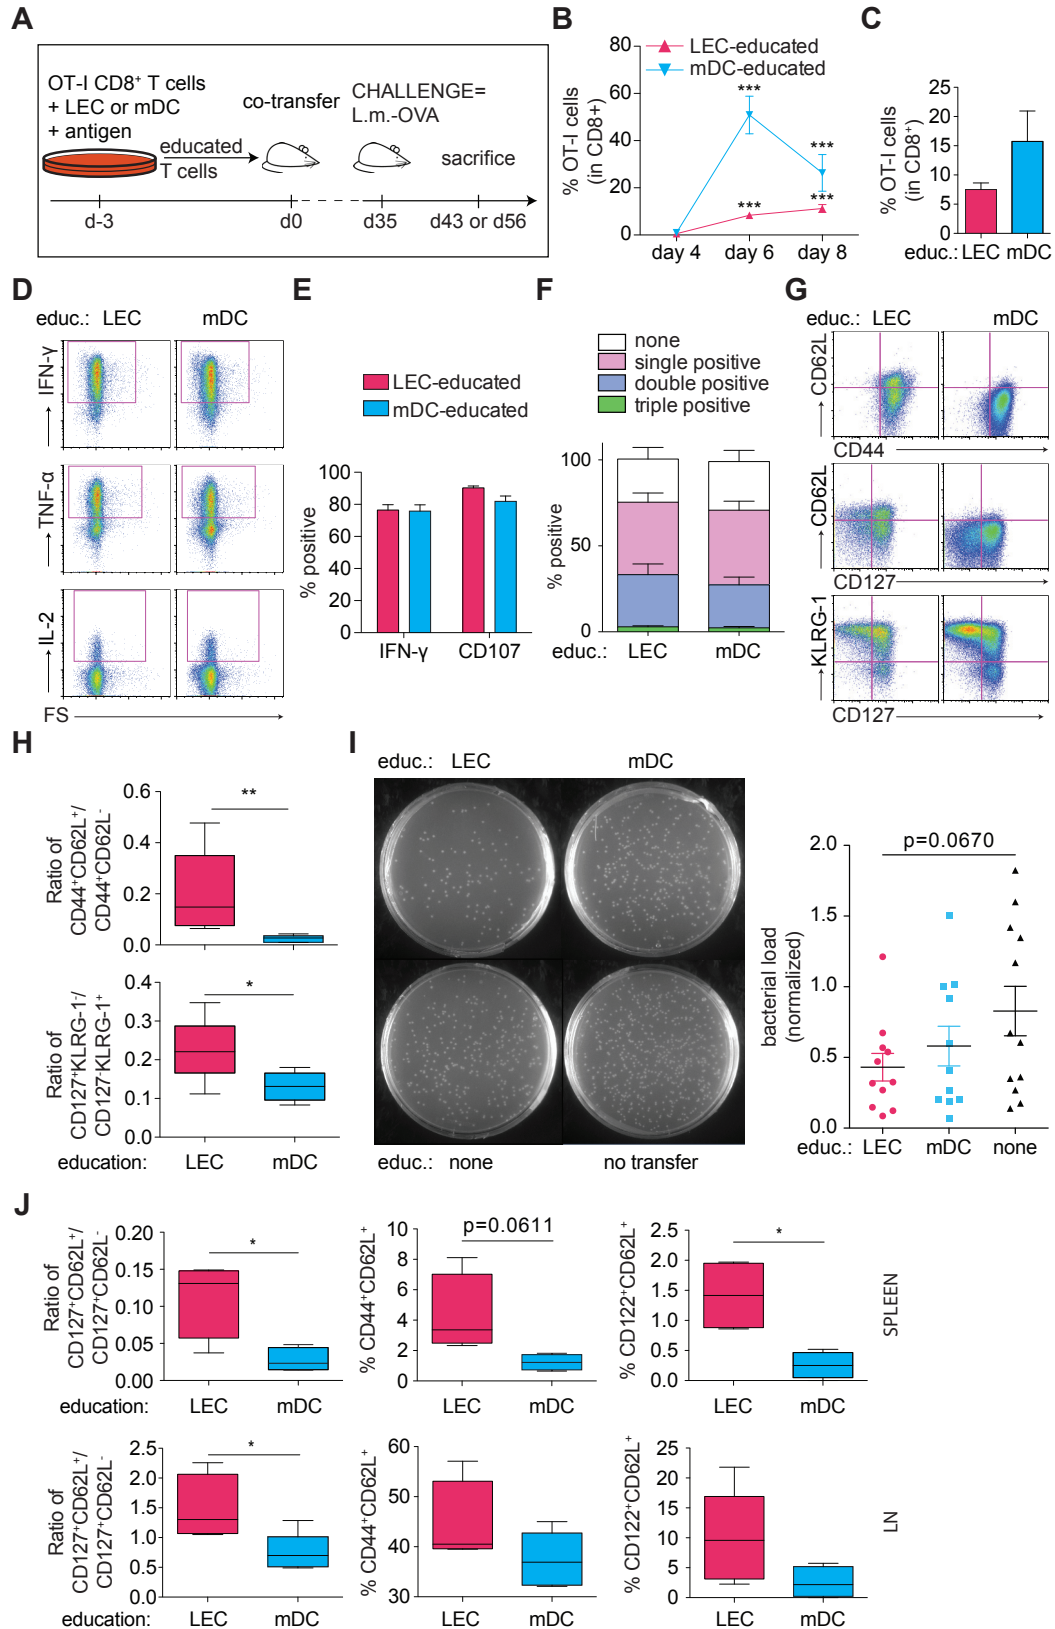 A
OT-I CD8⁺ T cells
+ LEC or mDC
+ antigen
educated
T cells
co-transfer
CHALLENGE=
L.m.-OVA
sacrifice
d-3
d0
d35
d43 or d56
B
LEC-educated
mDC-educated
% OT-I cells
(in CD8+)
80
60
40
20
0
***
***
***
***
day 4
day 6
day 8
C
% OT-I cells
(in CD8⁺)
25
20
15
10
5
0
educ.: LEC mDC
D
educ.: LEC mDC
IFN-γ
TNF-α
IL-2
FS
E
LEC-educated
mDC-educated
% positive
100
80
60
40
20
0
IFN-γ
CD107
F
none
single positive
double positive
triple positive
% positive
100
50
0
educ.: LEC mDC
G
educ.: LEC mDC
CD62L
CD44
CD62L
CD127
KLRG-1
CD127
H
Ratio of
CD44⁺CD62L⁺/
CD44⁺CD62L⁻
0.6
0.4
0.2
0.0
**
Ratio of
CD127⁺KLRG-1⁻/
CD127⁻KLRG-1⁺
0.4
0.3
0.2
0.1
0.0
*
education: LEC mDC
I
educ.: LEC mDC
educ.: none no transfer
bacterial load
(normalized)
2.0
1.5
1.0
0.5
0.0
p=0.0670
educ.: LEC mDC none
J
Ratio of
CD127⁺CD62L⁺/
CD127⁺CD62L⁻
0.20
0.15
0.10
0.05
0.00
*
education: LEC mDC
% CD44⁺CD62L⁺
10
8
6
4
2
0
p=0.0611
LEC mDC
% CD122⁺CD62L⁺
2.5
2.0
1.5
1.0
0.5
0.0
*
LEC mDC
SPLEEN
Ratio of
CD127⁺CD62L⁺/
CD127⁺CD62L⁻
2.5
2.0
1.5
1.0
0.5
0.0
*
education: LEC mDC
% CD44⁺CD62L⁺
60
50
40
30
LEC mDC
% CD122⁺CD62L⁺
25
20
15
10
5
0
LEC mDC
LN